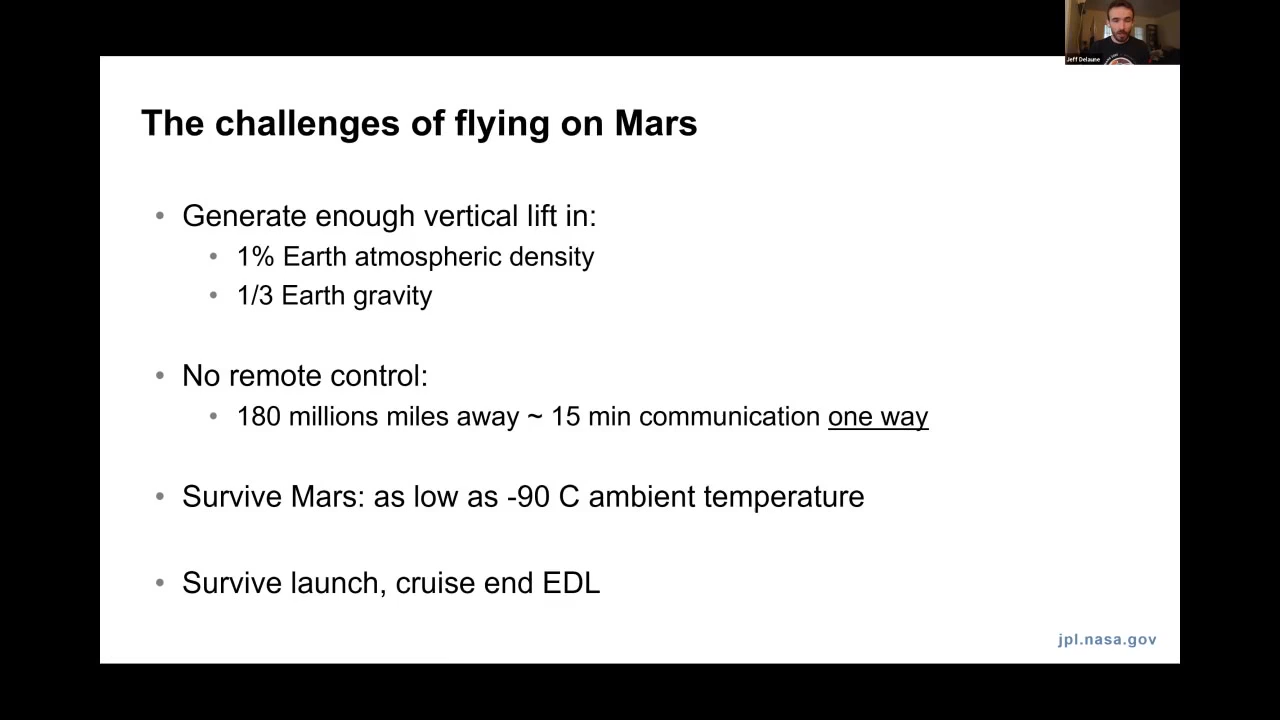 Jeff Delaune
The challenges of flying on Mars
• Generate enough vertical lift in:
• 1% Earth atmospheric density
• 1/3 Earth gravity
• No remote control:
• 180 millions miles away ~ 15 min communication one way
• Survive Mars: as low as -90 C ambient temperature
• Survive launch, cruise end EDL
jpl.nasa.gov